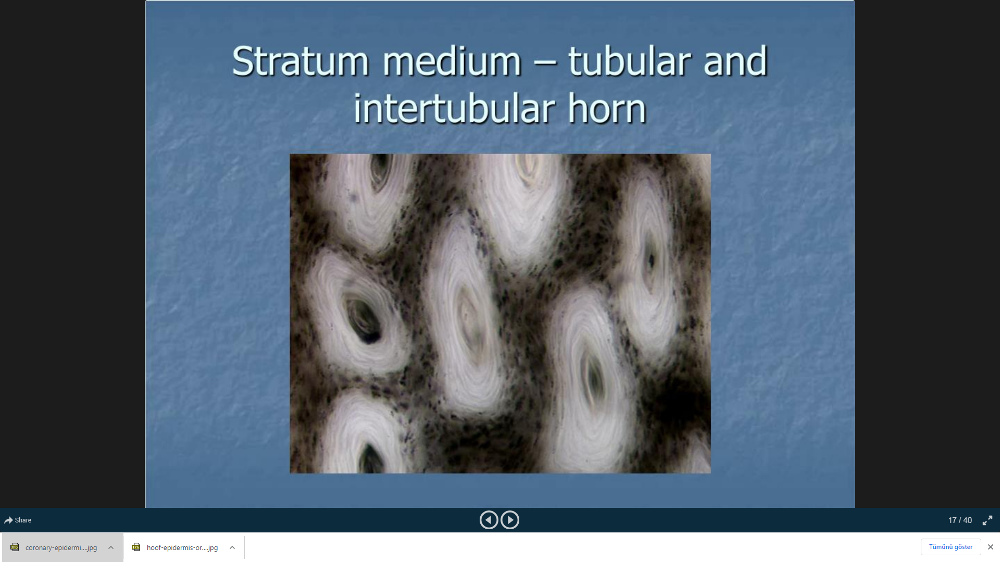 Stratum medium – tubular and
intertubular horn
Share
17 / 40
coronary-epidermi....jpg
hoof-epidermis-or....jpg
Tümünü göster